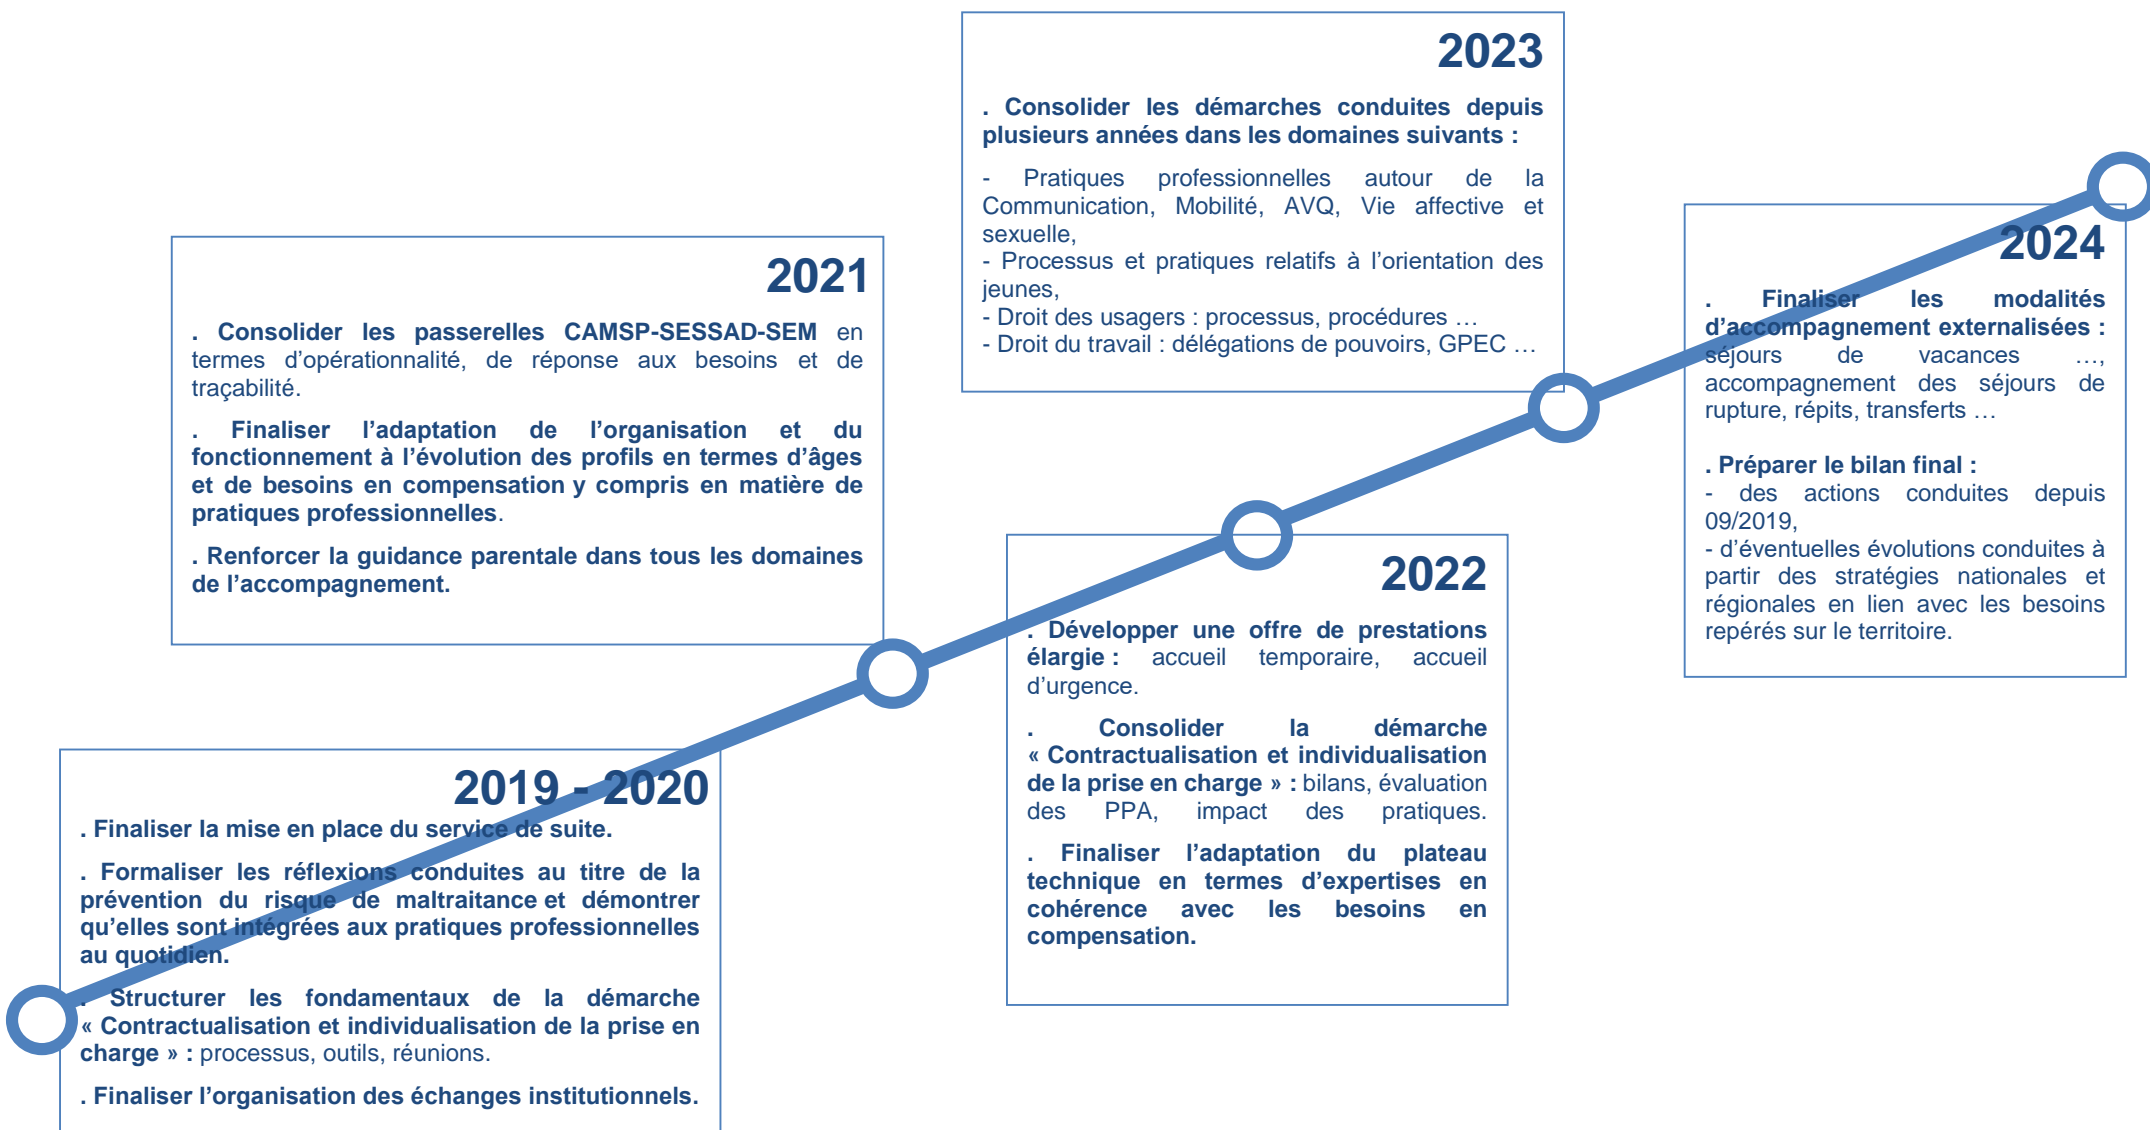 2019 - 2020
. Finaliser la mise en place du service de suite.
. Formaliser les réflexions conduites au titre de la
prévention du risque de maltraitance et démontrer
qu’elles sont intégrées aux pratiques professionnelles
au quotidien.
. Structurer les fondamentaux de la démarche
« Contractualisation et individualisation de la prise en
charge » : processus, outils, réunions.
. Finaliser l’organisation des échanges institutionnels.
2021
. Consolider les passerelles CAMSP-SESSAD-SEM en
termes d’opérationnalité, de réponse aux besoins et de
traçabilité.
. Finaliser l’adaptation de l’organisation et du
fonctionnement à l’évolution des profils en termes d’âges
et de besoins en compensation y compris en matière de
pratiques professionnelles.
. Renforcer la guidance parentale dans tous les domaines
de l’accompagnement.
2022
. Développer une offre de prestations
élargie : accueil temporaire, accueil
d’urgence.
. Consolider la démarche
« Contractualisation et individualisation
de la prise en charge » : bilans, évaluation
des PPA, impact des pratiques.
. Finaliser l’adaptation du plateau
technique en termes d’expertises en
cohérence avec les besoins en
compensation.
2023
. Consolider les démarches conduites depuis
plusieurs années dans les domaines suivants :
- Pratiques professionnelles autour de la
Communication, Mobilité, AVQ, Vie affective et
sexuelle,
- Processus et pratiques relatifs à l’orientation des
jeunes,
- Droit des usagers : processus, procédures …
- Droit du travail : délégations de pouvoirs, GPEC …
2024
. Finaliser les modalités
d’accompagnement externalisées :
séjours de vacances …,
accompagnement des séjours de
rupture, répits, transferts …
. Préparer le bilan final :
- des actions conduites depuis
09/2019,
- d’éventuelles évolutions conduites à
partir des stratégies nationales et
régionales en lien avec les besoins
repérés sur le territoire.